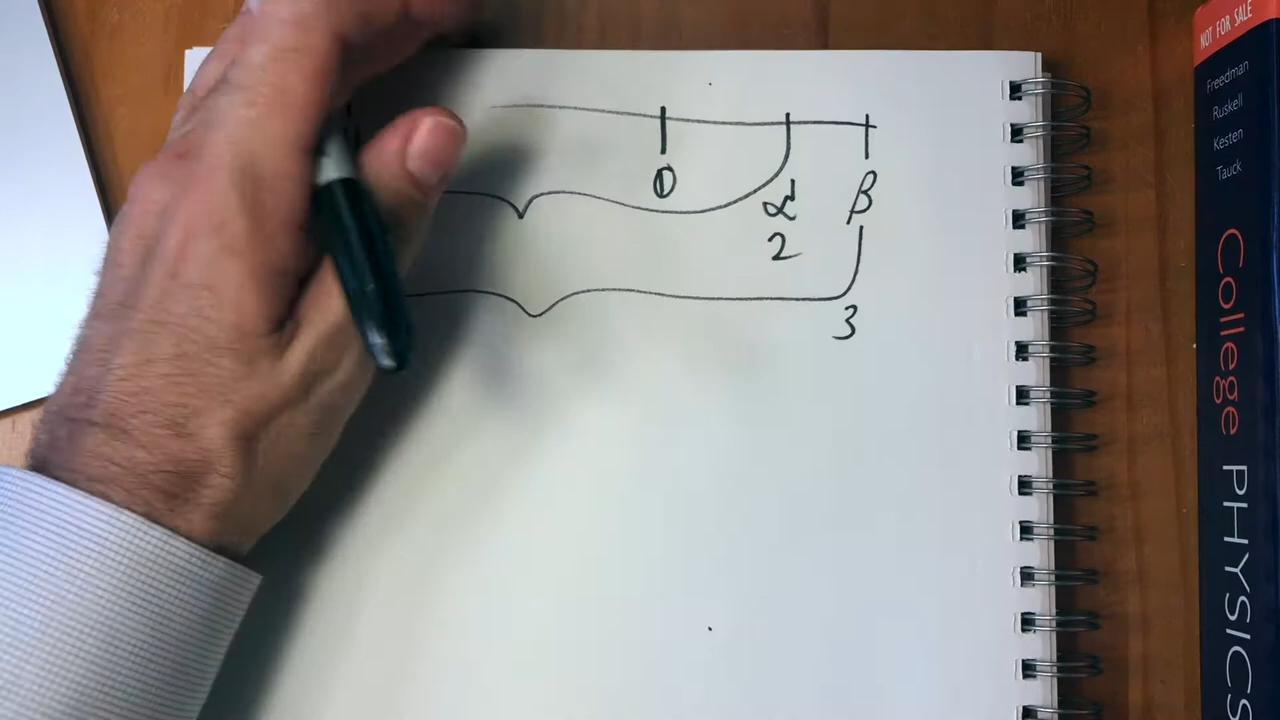 0
α β
2
3
NOT FOR SALE
Freedman
Ruskell
Kesten
Tauck
College PHYSICS